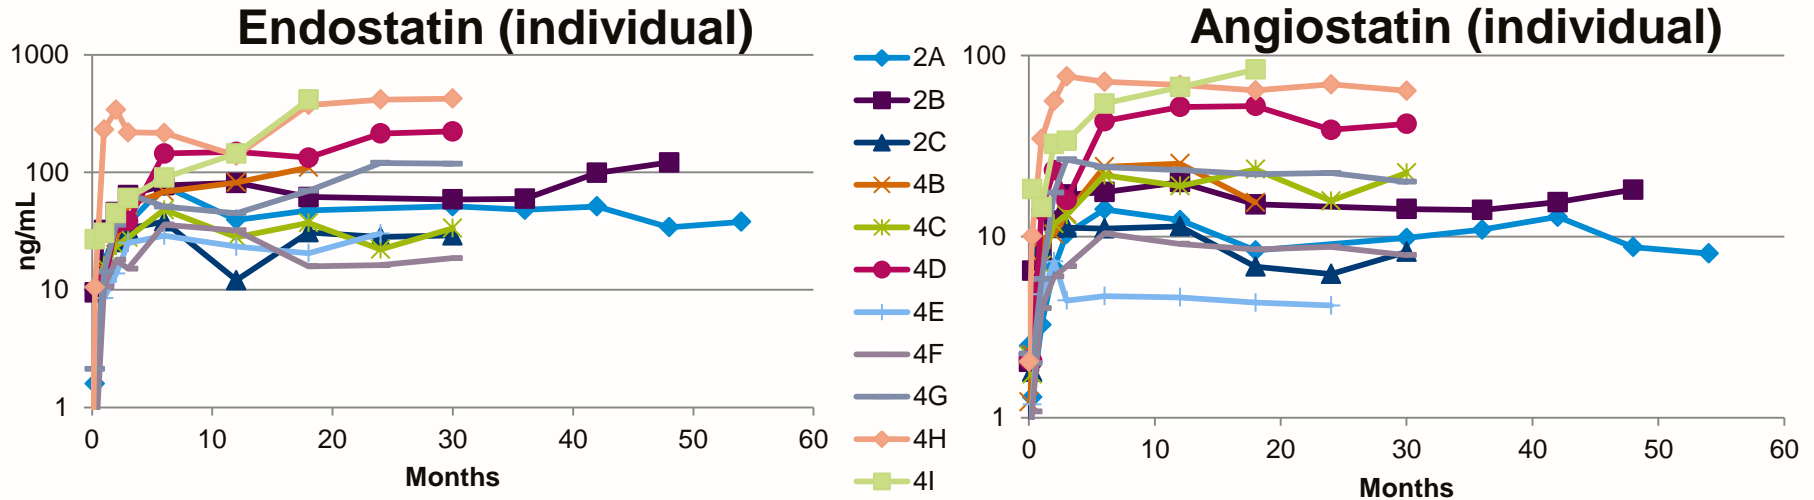 Endostatin (individual)
1000
100
10
1
ng/mL
0 10 20 30 40 50 60
Months
2A
2B
2C
4B
4C
4D
4E
4F
4G
4H
4I
Angiostatin (individual)
100
10
1
0 10 20 30 40 50 60
Months